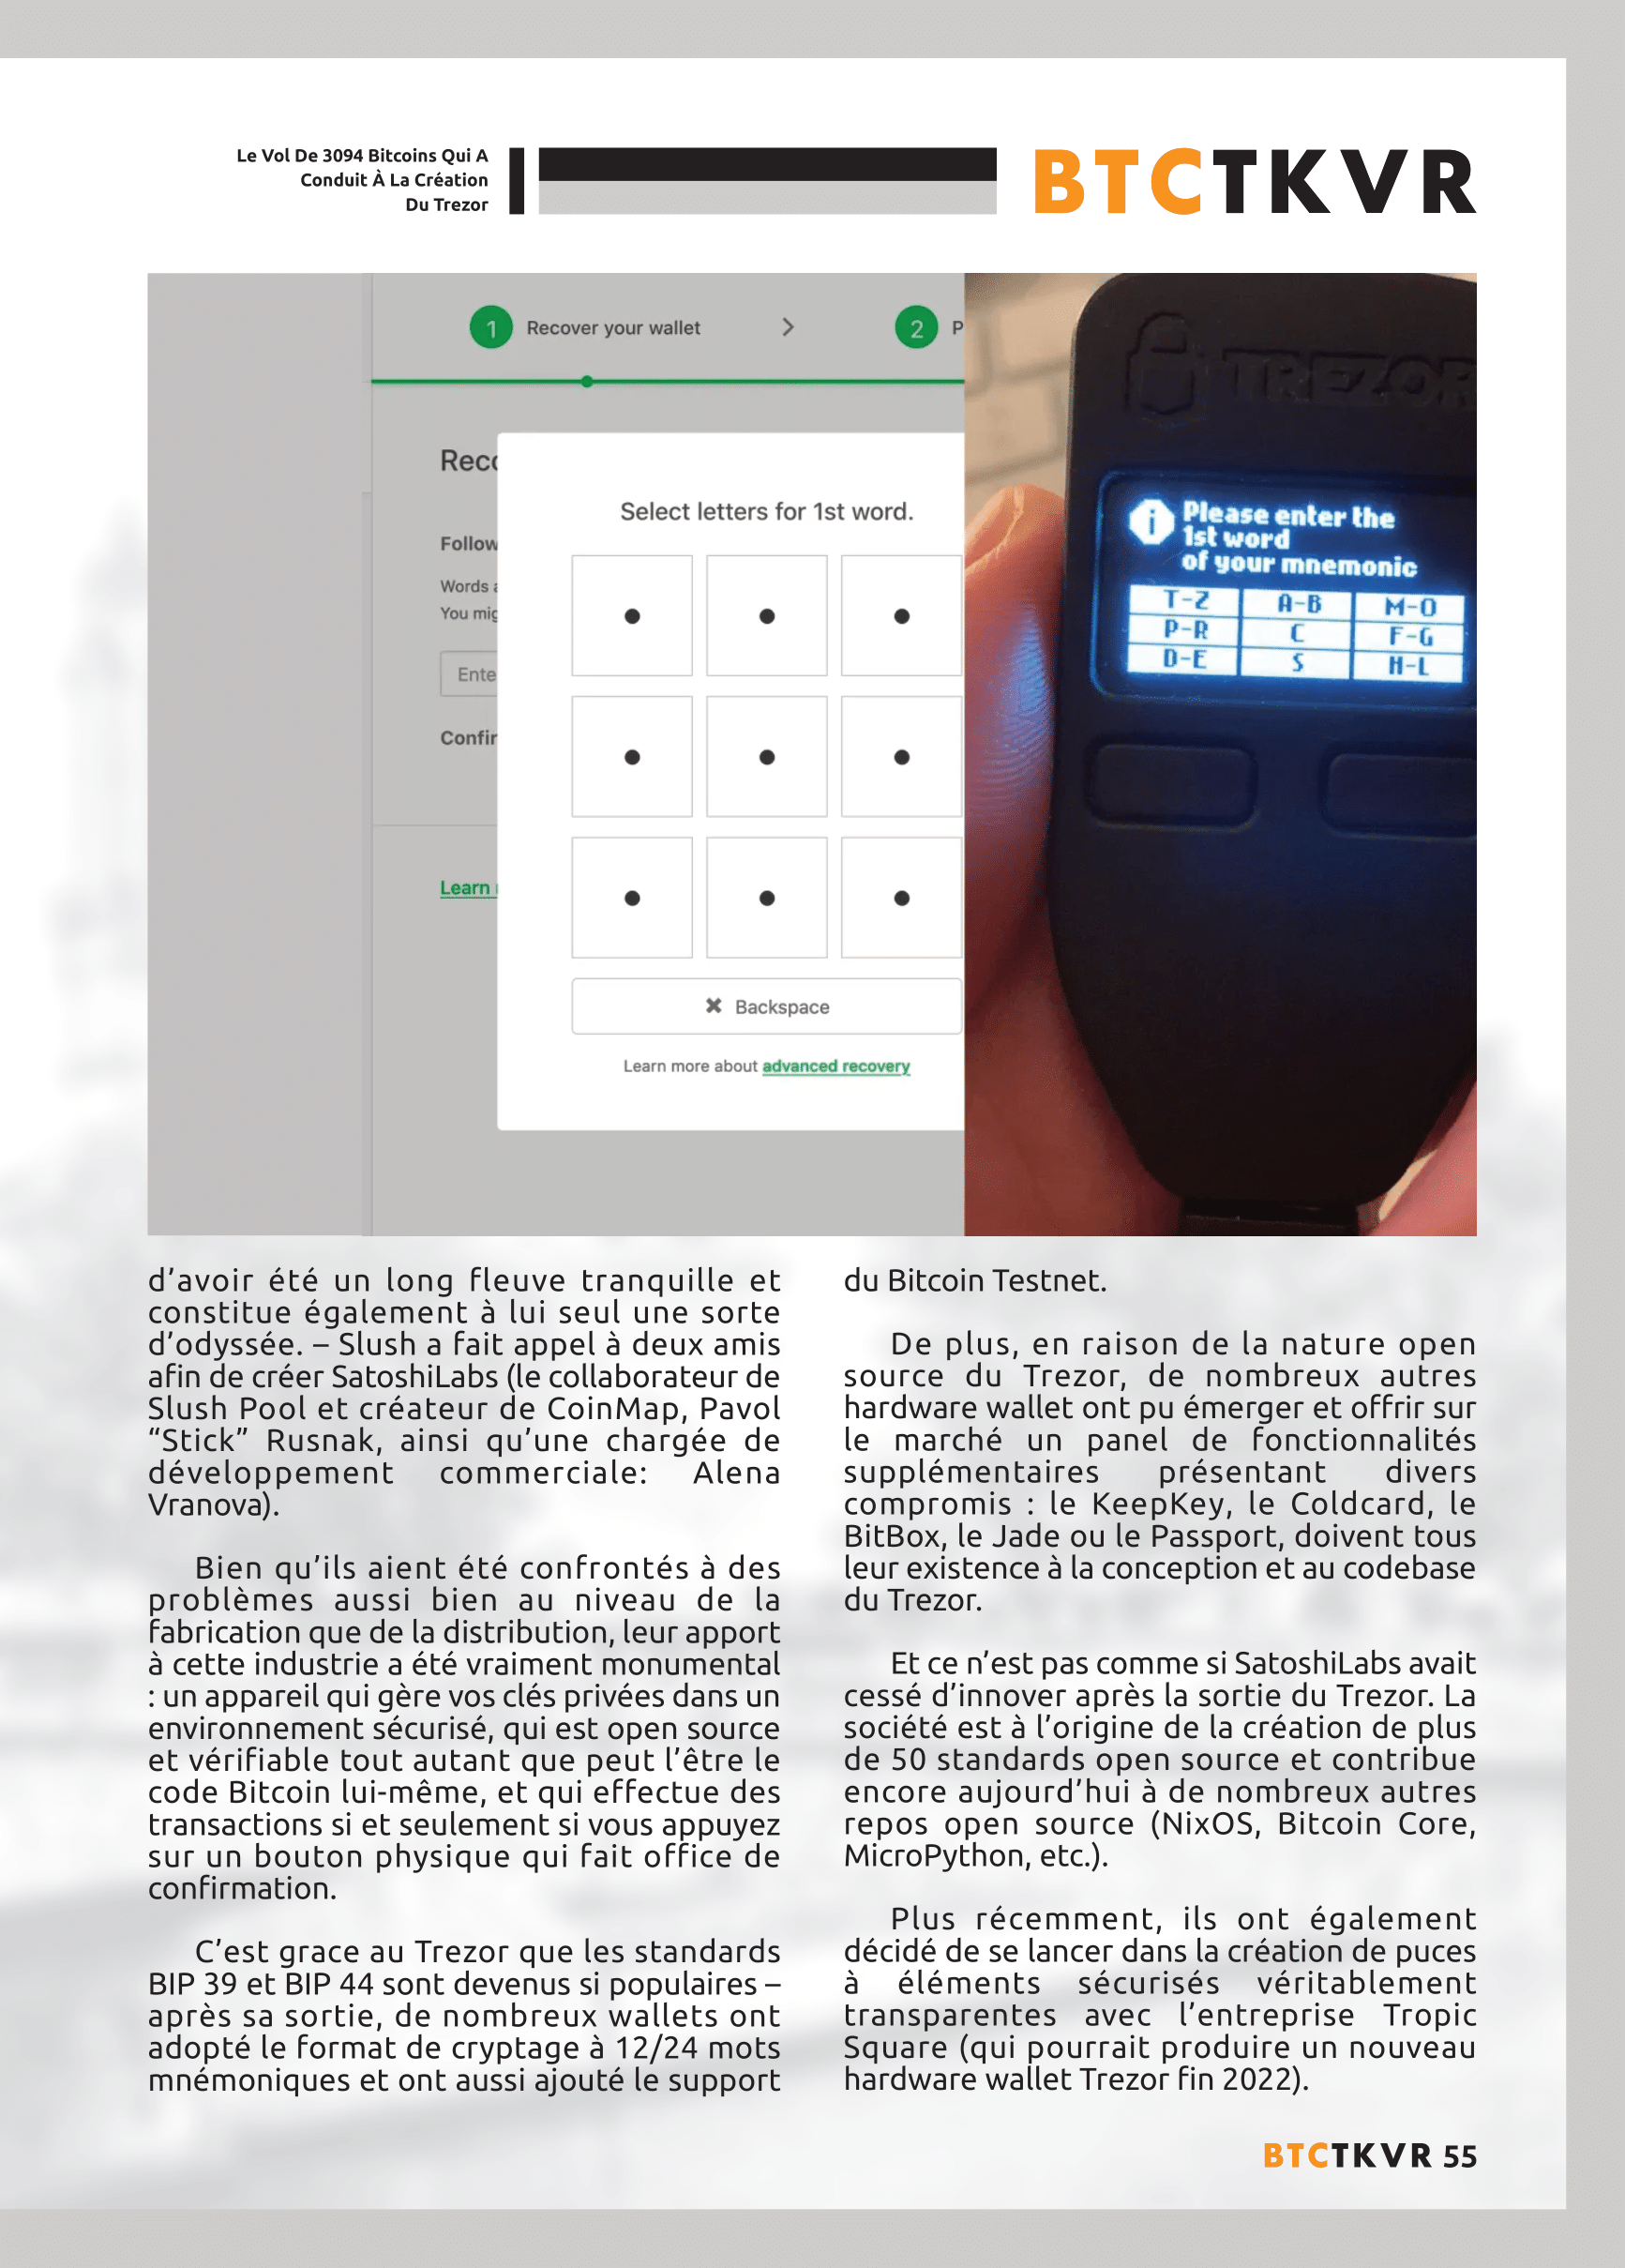 Le Vol De 3094 Bitcoins Qui A
Conduit À La Création
Du Trezor
BTCTKVR
1 Recover your wallet
2 P
Reco
Select letters for 1st word.
Follow
Words a
You mig
Ente
Confir
Learn
Backspace
Learn more about advanced recovery
TREZOR
Please enter the
1st word
of your mnemonic
T-Z A-B M-O
P-R C F-G
D-E S H-L
d’avoir été un long fleuve tranquille et
constitue également à lui seul une sorte
d’odyssée. – Slush a fait appel à deux amis
afin de créer SatoshiLabs (le collaborateur de
Slush Pool et créateur de CoinMap, Pavol
“Stick” Rusnak, ainsi qu’une chargée de
développement commerciale: Alena
Vranova).
Bien qu’ils aient été confrontés à des
problèmes aussi bien au niveau de la
fabrication que de la distribution, leur apport
à cette industrie a été vraiment monumental
: un appareil qui gère vos clés privées dans un
environnement sécurisé, qui est open source
et vérifiable tout autant que peut l’être le
code Bitcoin lui-même, et qui effectue des
transactions si et seulement si vous appuyez
sur un bouton physique qui fait office de
confirmation.
C’est grace au Trezor que les standards
BIP 39 et BIP 44 sont devenus si populaires –
après sa sortie, de nombreux wallets ont
adopté le format de cryptage à 12/24 mots
mnémoniques et ont aussi ajouté le support
du Bitcoin Testnet.
De plus, en raison de la nature open
source du Trezor, de nombreux autres
hardware wallet ont pu émerger et offrir sur
le marché un panel de fonctionnalités
supplémentaires présentant divers
compromis : le KeepKey, le Coldcard, le
BitBox, le Jade ou le Passport, doivent tous
leur existence à la conception et au codebase
du Trezor.
Et ce n’est pas comme si SatoshiLabs avait
cessé d’innover après la sortie du Trezor. La
société est à l’origine de la création de plus
de 50 standards open source et contribue
encore aujourd’hui à de nombreux autres
repos open source (NixOS, Bitcoin Core,
MicroPython, etc.).
Plus récemment, ils ont également
décidé de se lancer dans la création de puces
à éléments sécurisés véritablement
transparentes avec l’entreprise Tropic
Square (qui pourrait produire un nouveau
hardware wallet Trezor fin 2022).
BTCTKVR 55